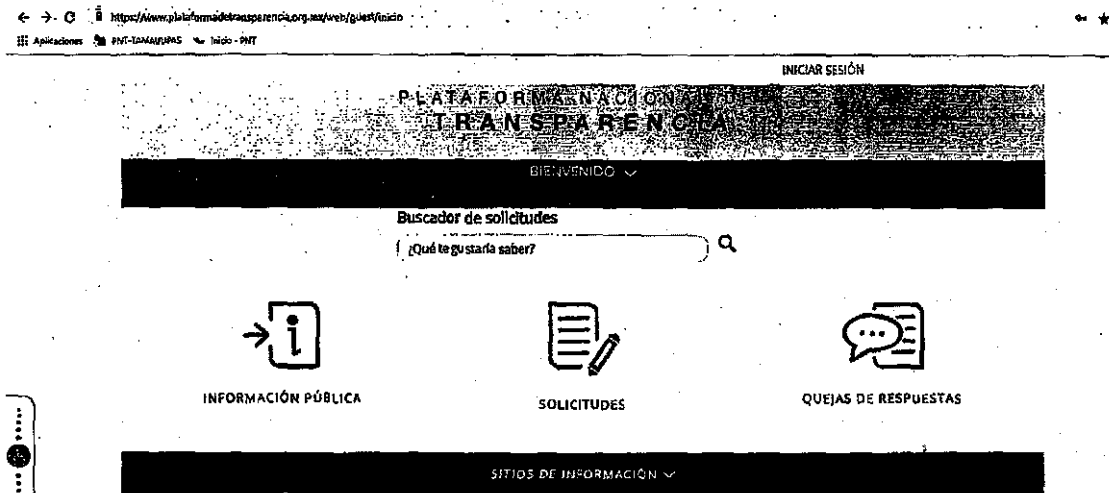 https://www.plataformadetransparencia.org.mx/web/guest/inicio
Aplicaciones PNT-TAMAULIPAS Inicio - PNT
INICIAR SESIÓN
PLATAFORMA NACIONAL DE
TRANSPARENCIA
BIENVENIDO
Buscador de solicitudes
¿Qué te gustaría saber?
INFORMACIÓN PÚBLICA
SOLICITUDES
QUEJAS DE RESPUESTAS
SITIOS DE INFORMACIÓN